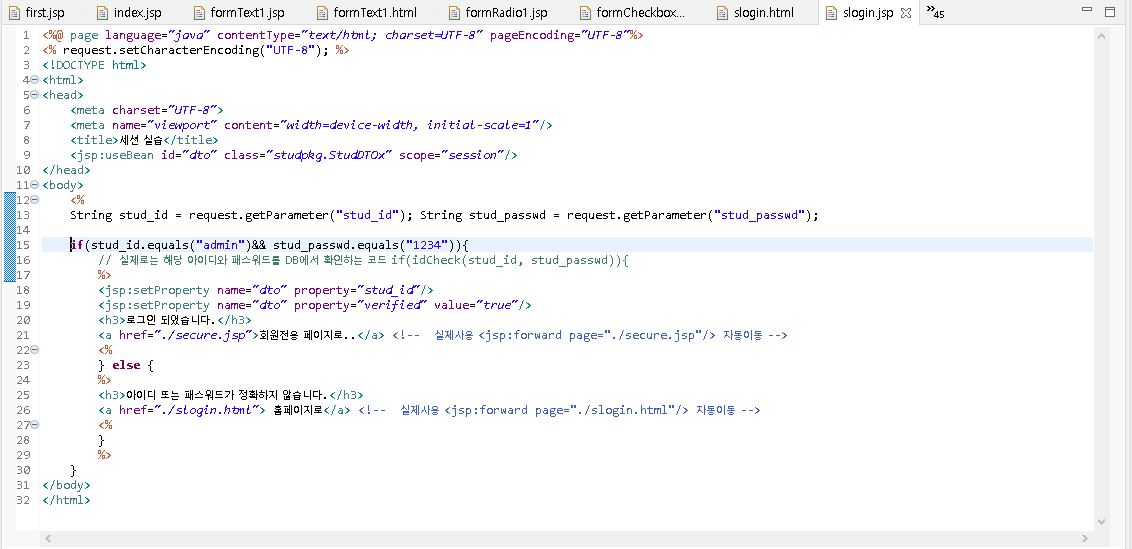 first.jsp index.jsp formText1.jsp formText1.html formRadio1.jsp formCheckbox... slogin.html slogin.jsp »45
1 <%@ page language="java" contentType="text/html; charset=UTF-8" pageEncoding="UTF-8"%>
2 <% request.setCharacterEncoding("UTF-8"); %>
3 <!DOCTYPE html>
4 <html>
5 <head>
6 <meta charset="UTF-8">
7 <meta name="viewport" content="width=device-width, initial-scale=1"/>
8 <title>세션 실습</title>
9 <jsp:useBean id="dto" class="studpkg.StudDTOx" scope="session"/>
10 </head>
11 <body>
12 <%
13 String stud_id = request.getParameter("stud_id"); String stud_passwd = request.getParameter("stud_passwd");
14
15 if(stud_id.equals("admin")&& stud_passwd.equals("1234")){
16 // 실제로는 해당 아이디와 패스워드를 DB에서 확인하는 코드 if(idCheck(stud_id, stud_passwd)){
17 %>
18 <jsp:setProperty name="dto" property="stud_id"/>
19 <jsp:setProperty name="dto" property="verified" value="true"/>
20 <h3>로그인 되었습니다.</h3>
21 <a href="./secure.jsp">회원전용 페이지로..</a> <!-- 실제사용 <jsp:forward page="./secure.jsp"/> 자동이동 -->
22 <%
23 } else {
24 %>
25 <h3>아이디 또는 패스워드가 정확하지 않습니다.</h3>
26 <a href="./slogin.html"> 홈페이지로</a> <!-- 실제사용 <jsp:forward page="./slogin.html"/> 자동이동 -->
27 <%
28 }
29 %>
30 }
31 </body>
32 </html>